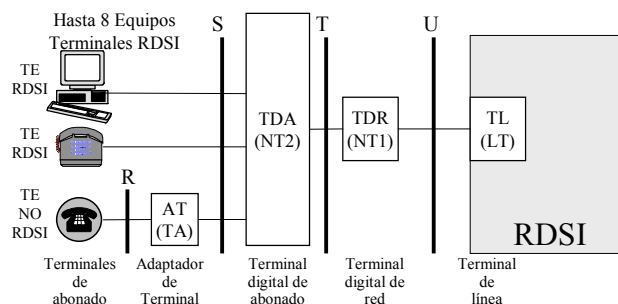 Hasta 8 Equipos
Terminales RDSI
S
T
U
TE
RDSI
TE
RDSI
TE
NO
RDSI
R
AT
(TA)
TDA
(NT2)
TDR
(NT1)
TL
(LT)
RDSI
Terminales
de
abonado
Adaptador
de
Terminal
Terminal
digital de
abonado
Terminal
digital de
red
Terminal
de
línea